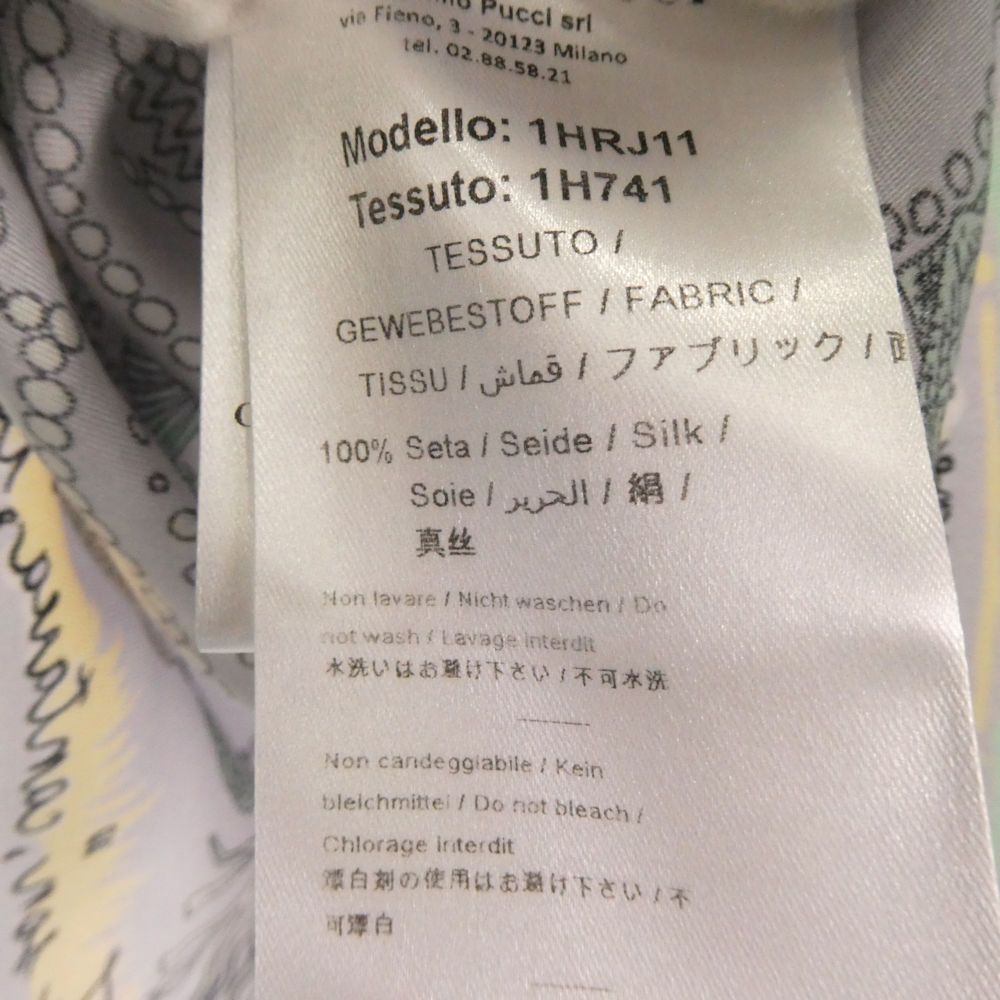 Pucci srl
via Fieno, 3 - 20123 Milano
tel. 02.88.58.21
Modello: 1HRJ11
Tessuto: 1H741
TESSUTO /
GEWEBESTOFF / FABRIC /
TISSU / قماش / ファブリック / 面
100% Seta / Seide / Silk /
Soie / الحرير / 絹 /
真丝
Non lavare / Nicht waschen / Do
not wash / Lavage interdit
水洗いはお避け下さい / 不可水洗
Non candeggiabile / Kein
bleichmittel / Do not bleach /
Chlorage interdit
漂白剤の使用はお避け下さい / 不
可漂白